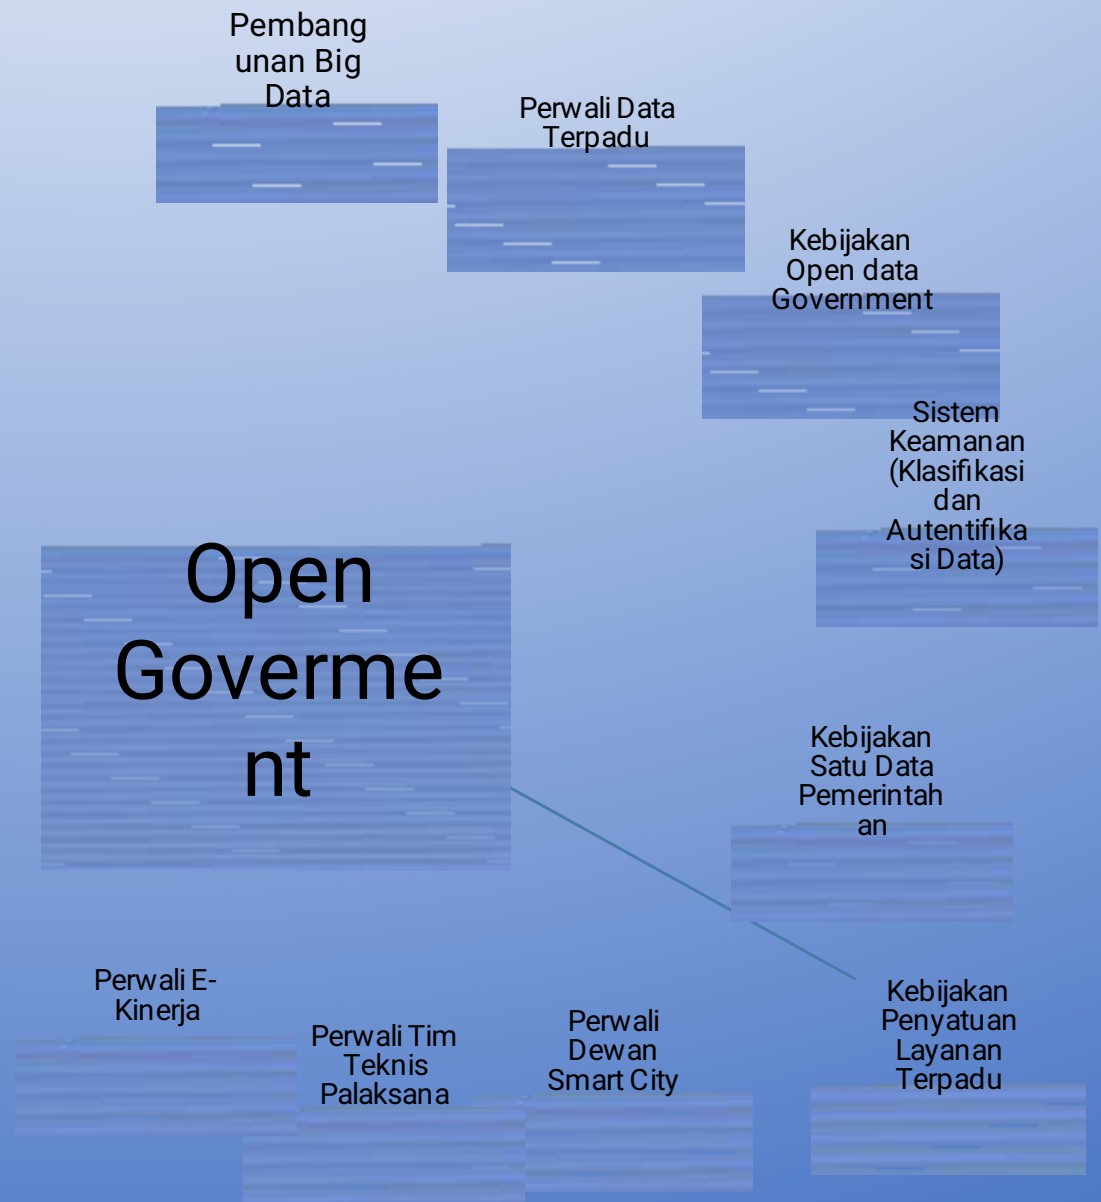 Pembang
unan Big
Data
Perwali Data
Terpadu
Kebijakan
Open data
Government
Sistem
Keamanan
(Klasifikasi
dan
Autentifika
si Data)
Open
Goverme
nt
Kebijakan
Satu Data
Pemerintah
an
Kebijakan
Penyatuan
Layanan
Terpadu
Perwali
Dewan
Smart City
Perwali Tim
Teknis
Palaksana
Perwali E-
Kinerja